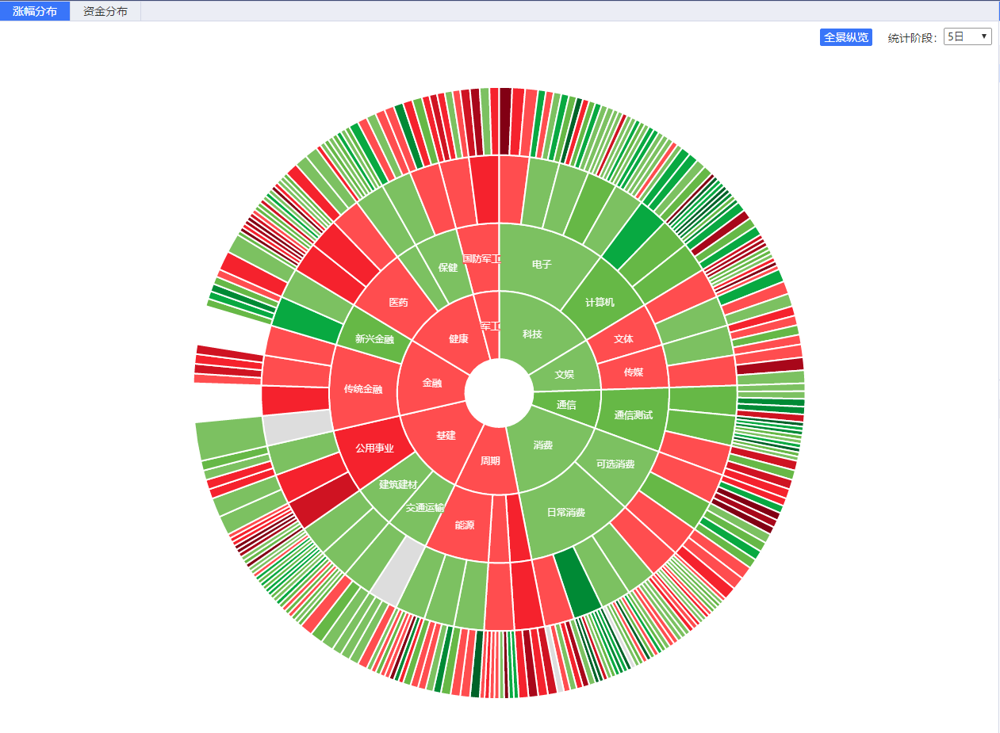 涨幅分布
资金分布
全景纵览
统计阶段：
5日
国防军工
电子
保健
计算机
医药
军工
科技
健康
文体
新兴金融
文娱
传媒
金融
传统金融
通信
通信测试
基建
消费
公用事业
周期
可选消费
建筑建材
交通运输
日常消费
能源